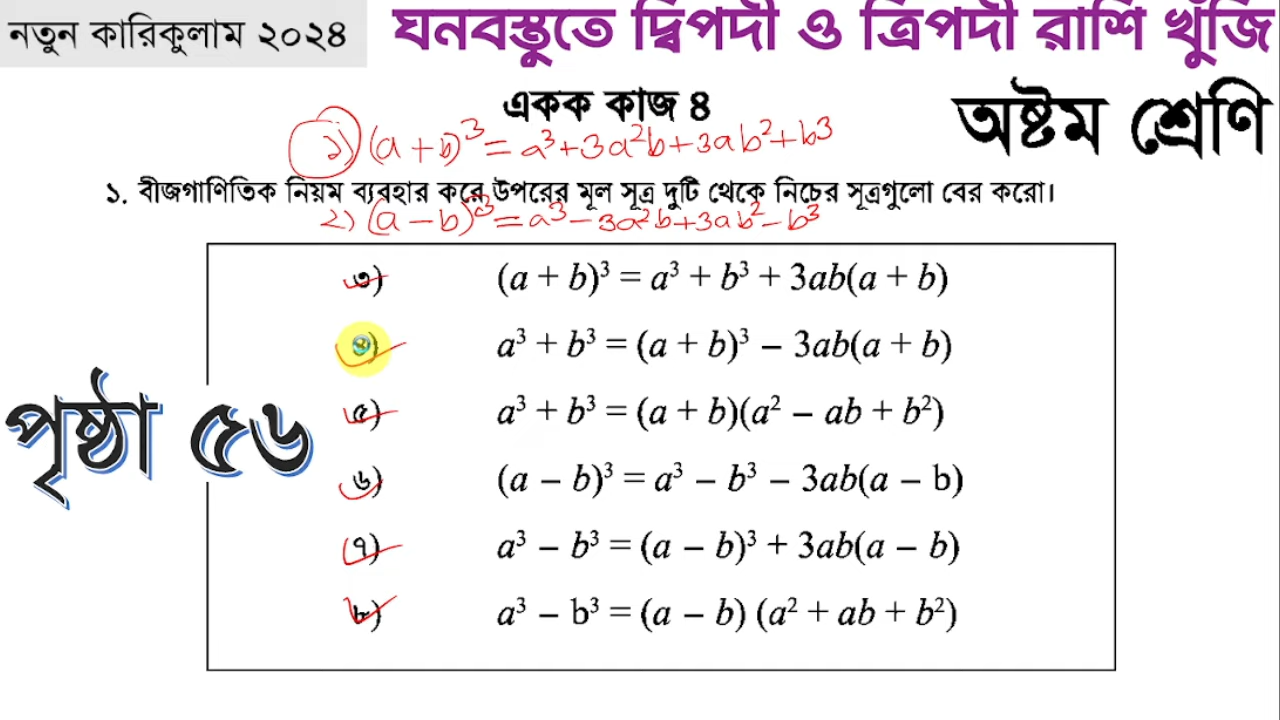 নতুন কারিকুলাম ২০২৪
ঘনবস্তুতে দ্বিপদী ও ত্রিপদী রাশি খুঁজি
অষ্টম শ্রেণি
একক কাজ ৪
১) (a + b)³ = a³ + 3a²b + 3ab² + b³
১. বীজগাণিতিক নিয়ম ব্যবহার করে উপরের মূল সূত্র দুটি থেকে নিচের সূত্রগুলো বের করো।
২) (a − b)³ = a³ − 3a²b + 3ab² − b³
৩) (a + b)³ = a³ + b³ + 3ab(a + b)
৪) a³ + b³ = (a + b)³ − 3ab(a + b)
৫) a³ + b³ = (a + b)(a² − ab + b²)
৬) (a − b)³ = a³ − b³ − 3ab(a − b)
৭) a³ − b³ = (a − b)³ + 3ab(a − b)
৮) a³ − b³ = (a − b) (a² + ab + b²)
পৃষ্ঠা ৫৬